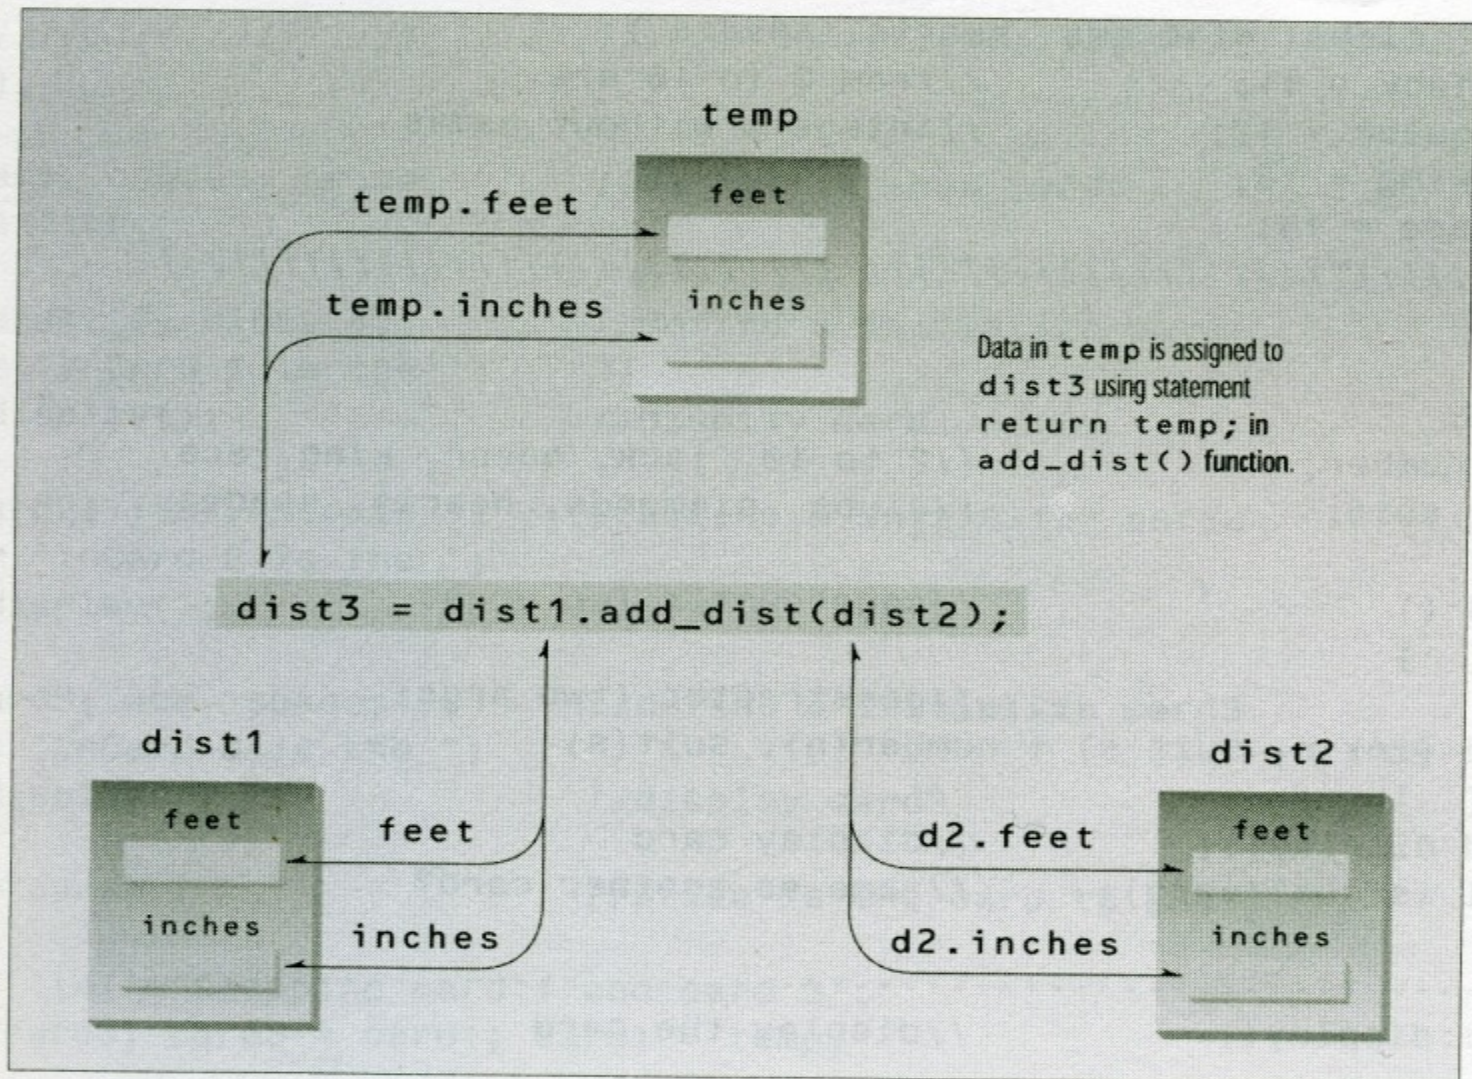 temp
feet
temp.feet
inches
temp.inches
Data in temp is assigned to
dist3 using statement
return temp; in
add_dist() function.
dist3 = dist1.add_dist(dist2);
dist1
feet
feet
inches
inches
dist2
feet
d2.feet
inches
d2.inches